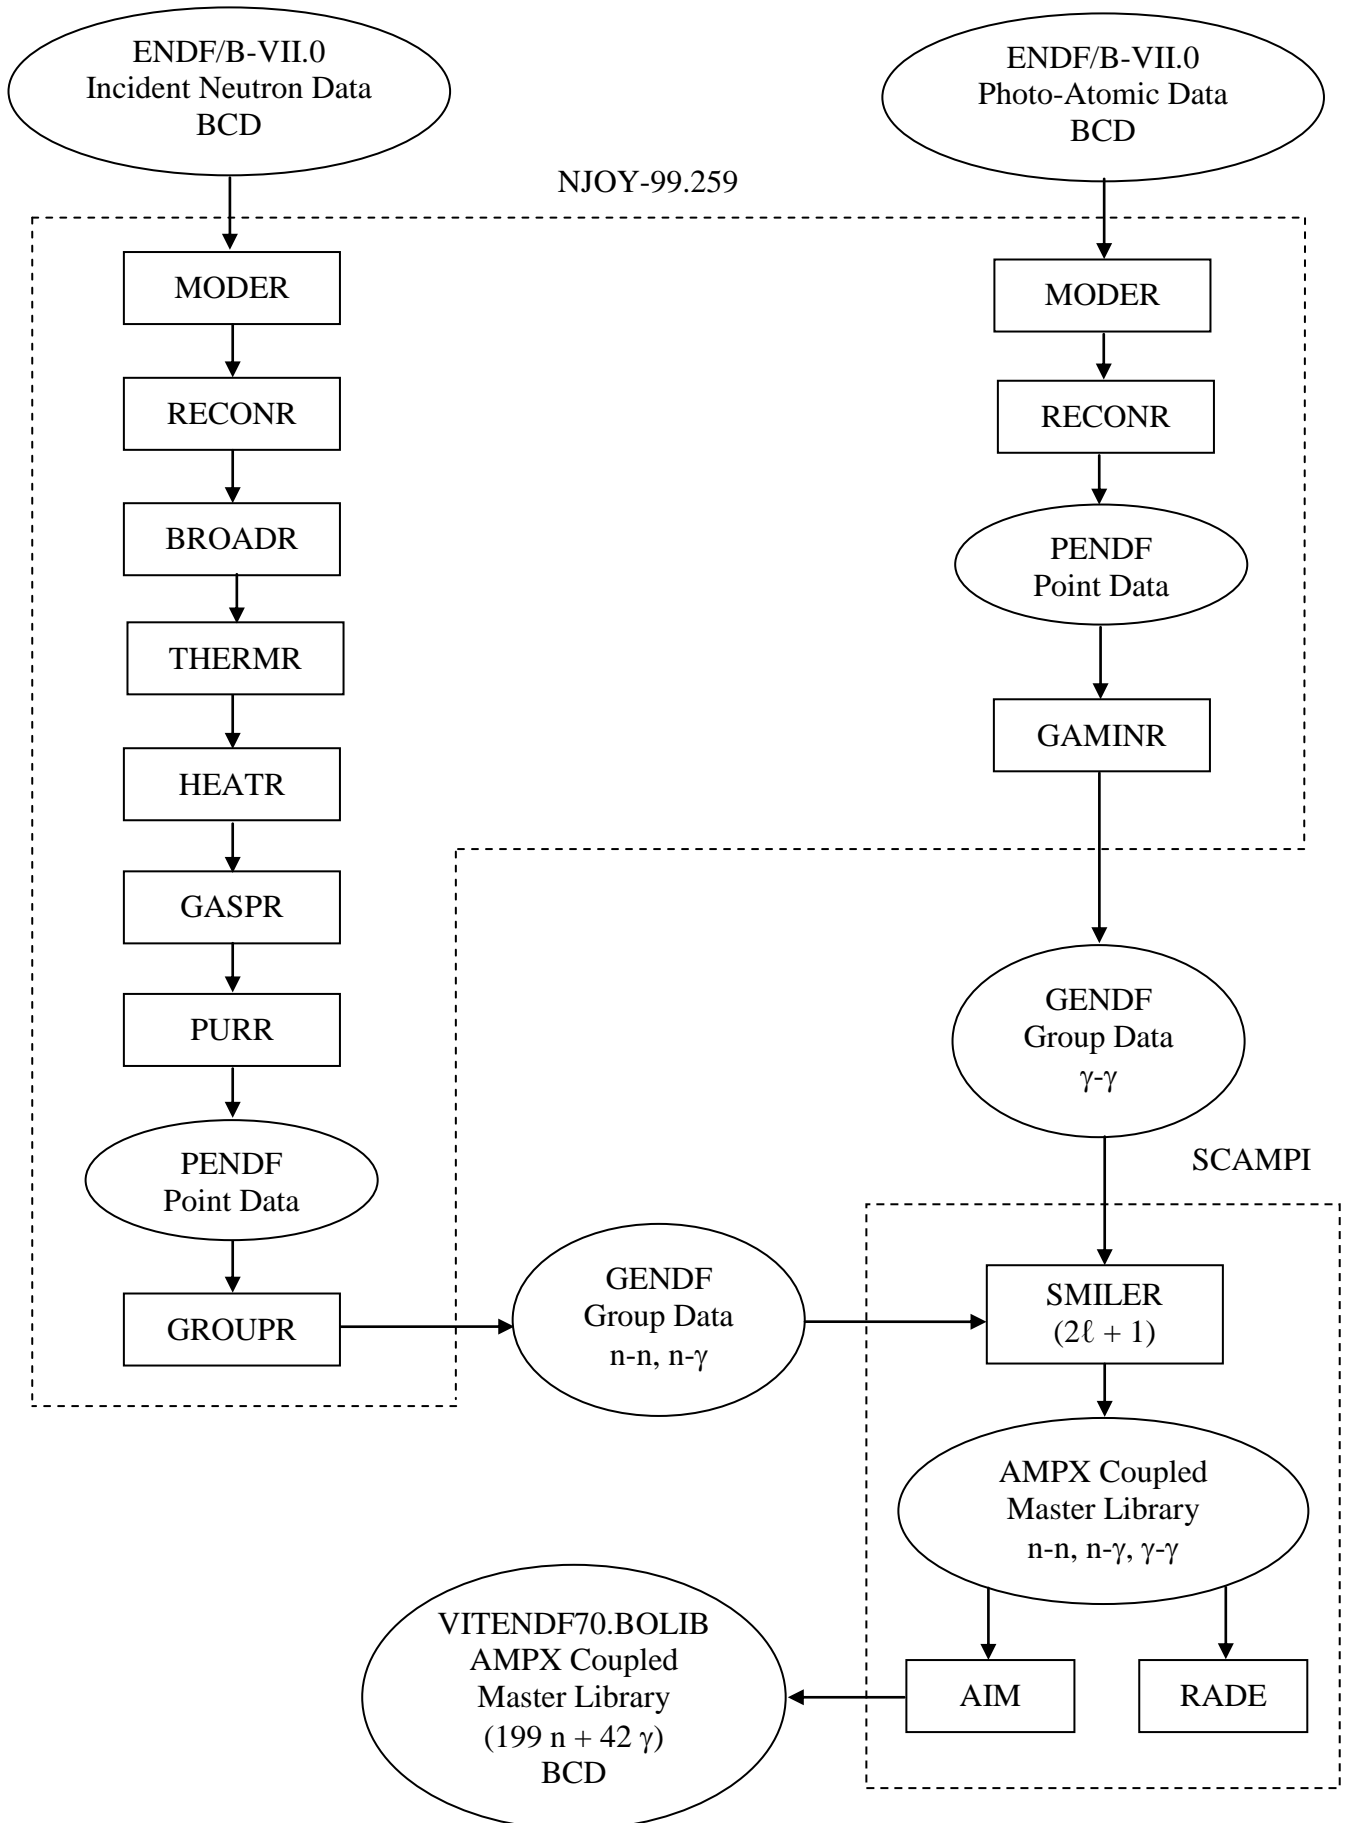 ENDF/B-VII.0
Incident Neutron Data
BCD
ENDF/B-VII.0
Photo-Atomic Data
BCD
NJOY-99.259
MODER
RECONR
BROADR
THERMR
HEATR
GASPR
PURR
PENDF
Point Data
GROUPR
MODER
RECONR
PENDF
Point Data
GAMINR
GENDF
Group Data
γ-γ
SCAMPI
GENDF
Group Data
n-n, n-γ
SMILER
(2ℓ + 1)
AMPX Coupled
Master Library
n-n, n-γ, γ-γ
AIM
RADE
VITENDF70.BOLIB
AMPX Coupled
Master Library
(199 n + 42 γ)
BCD